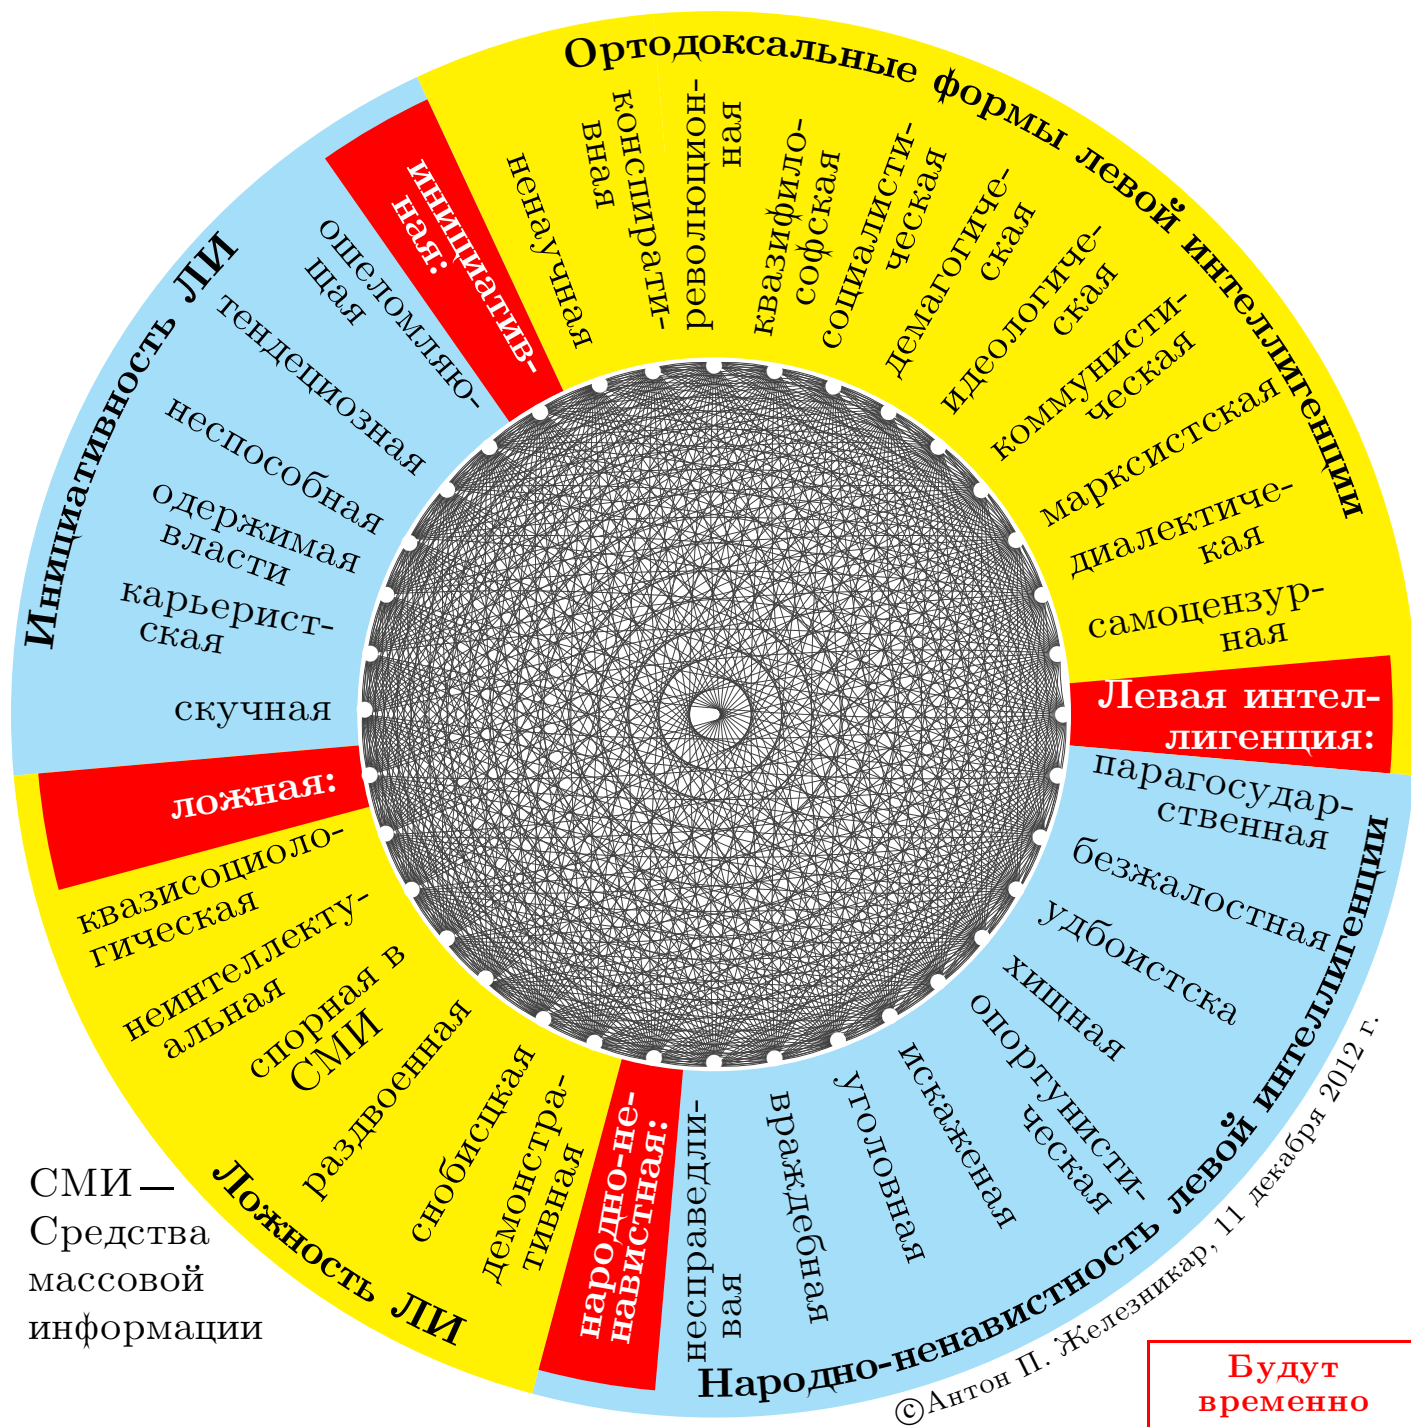 Ортодоксальные формы левой интеллигенции
инициатив-
ная:
ненаучная
конспирати-
вная
революцион-
ная
квазифило-
софская
социалисти-
ческая
демагогиче-
ская
идеологиче-
ская
коммунисти-
ческая
марксистская
диалектиче-
кая
самоцензур-
ная
Левая интел-
лигенция:
парагосудар-
ственная
безжалостная
удбоистска
хищная
опортунисти-
ческая
искаженая
уголовная
враждебная
несправедли-
вая
Народно-ненавистность левой интеллигенции
народно-не-
навистная:
демонстра-
тивная
снобисцкая
раздвоенная
спорная в
СМИ
неинтеллекту-
альная
квазисоциоло-
гическая
ложная:
Ложность ЛИ
скучная
карьерист-
ская
одержимая
власти
неспособная
тендециозная
ошеломляю-
щая
Инициативность ЛИ
СМИ —
Средства
массовой
информации
©Антон П. Железникар, 11 декабря 2012 г.
Будут
временно